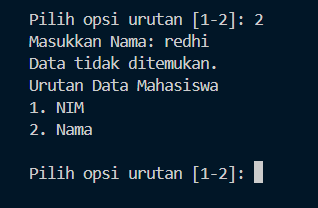 Pilih opsi urutan [1-2]: 2
Masukkan Nama: redhi
Data tidak ditemukan.
Urutan Data Mahasiswa
1. NIM
2. Nama
Pilih opsi urutan [1-2]: